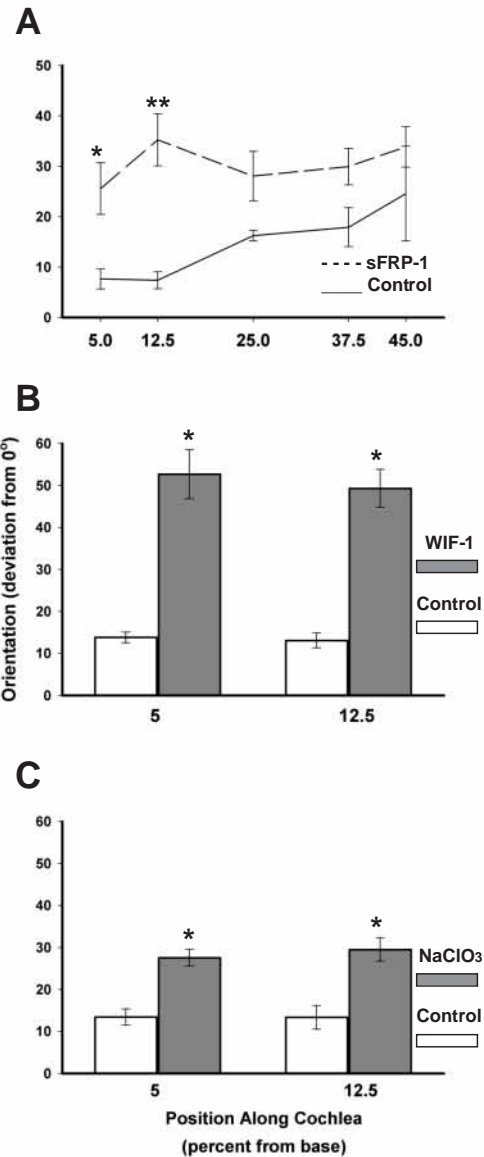 A
50
40
30
20
10
0
*
**
- - - - sFRP-1
____ Control
5.0 12.5 25.0 37.5 45.0
B
Orientation (deviation from 0°)
60
50
40
30
20
10
0
*
*
WIF-1
Control
5 12.5
C
60
50
40
30
20
10
0
*
*
NaClO₃
Control
5 12.5
Position Along Cochlea
(percent from base)